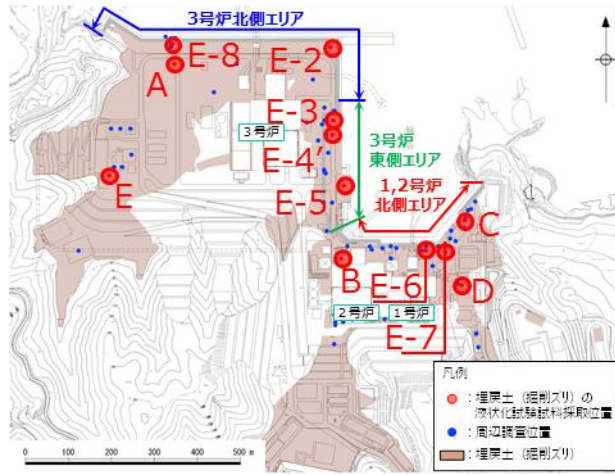 3号炉北側エリア
E-8
E-2
A
E-3
3号炉
E-4'
3号炉
東側エリア
1,2号炉
北側エリア
E
E-5
C
B
E-6
D
2号炉
1号炉
E-7
凡例
：埋戻土（掘削ズリ）の
液状化試験試料採取位置
：周辺調査位置
：埋戻土（掘削ズリ）
0 100 200 300 400 500 m